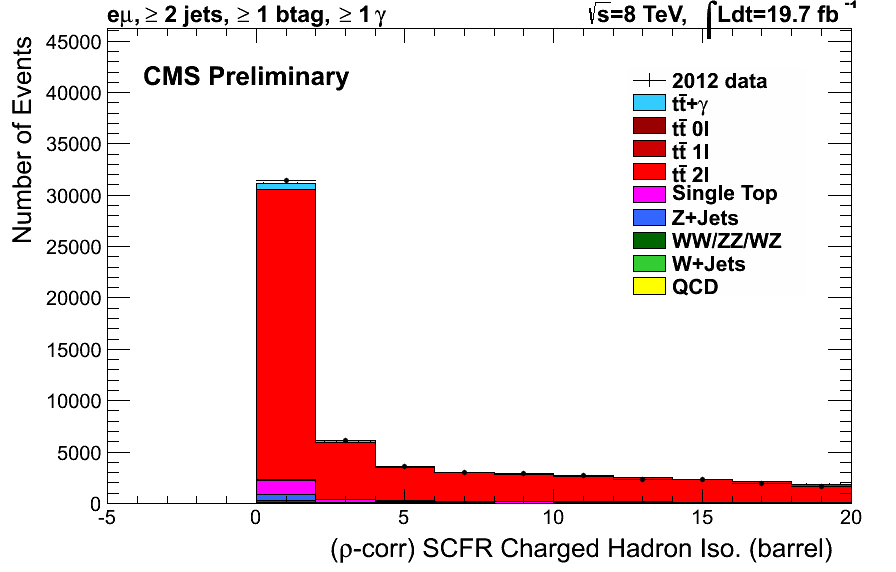 eμ, ≥ 2 jets, ≥ 1 btag, ≥ 1 γ
√s=8 TeV, ∫Ldt=19.7 fb⁻¹
CMS Preliminary
2012 data
tt̄+γ
tt̄ 0l
tt̄ 1l
tt̄ 2l
Single Top
Z+Jets
WW/ZZ/WZ
W+Jets
QCD
Number of Events
45000
40000
35000
30000
25000
20000
15000
10000
5000
0
-5 0 5 10 15 20
(ρ-corr) SCFR Charged Hadron Iso. (barrel)